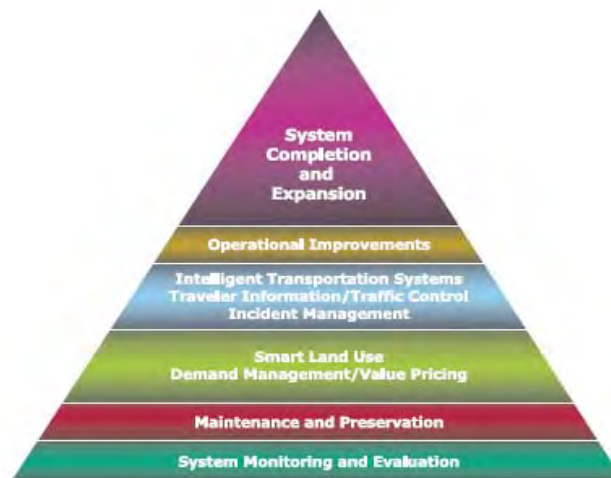 System
Completion
and
Expansion
Operational Improvements
Intelligent Transportation Systems
Traveler Information/Traffic Control
Incident Management
Smart Land Use
Demand Management/Value Pricing
Maintenance and Preservation
System Monitoring and Evaluation